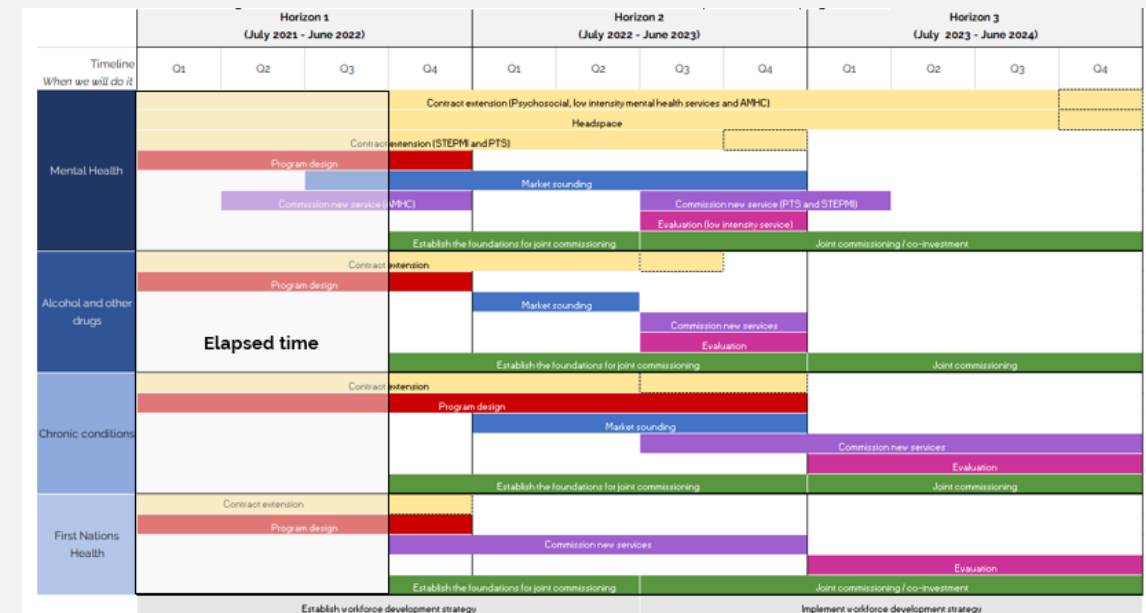 Horizon 1
(July 2021 - June 2022)
Horizon 2
(July 2022 - June 2023)
Horizon 3
(July 2023 - June 2024)
Timeline
When we will do it
Q1 Q2 Q3 Q4 Q1 Q2 Q3 Q4 Q1 Q2 Q3 Q4
Mental Health
Contract extension (Psychosocial, low intensity mental health services and AMHC)
Headspace
Contract extension (STEPMI and PTS)
Program design
Market sounding
Commission new service (AMHC)
Commission new service (PTS and STEPMI)
Evaluation (low intensity service)
Establish the foundations for joint commissioning
Joint commissioning / co-investment
Alcohol and other
drugs
Contract extension
Program design
Market sounding
Commission new services
Elapsed time
Evaluation
Establish the foundations for joint commissioning
Joint commissioning
Chronic conditions
Contract extension
Program design
Market sounding
Commission new services
Evaluation
Establish the foundations for joint commissioning
Joint commissioning
First Nations
Health
Contract extension
Program design
Commission new services
Evauation
Establish the foundations for joint commissioning
Joint commissioning / co-investment
Establish workforce development strategy
Implement workforce development strategy